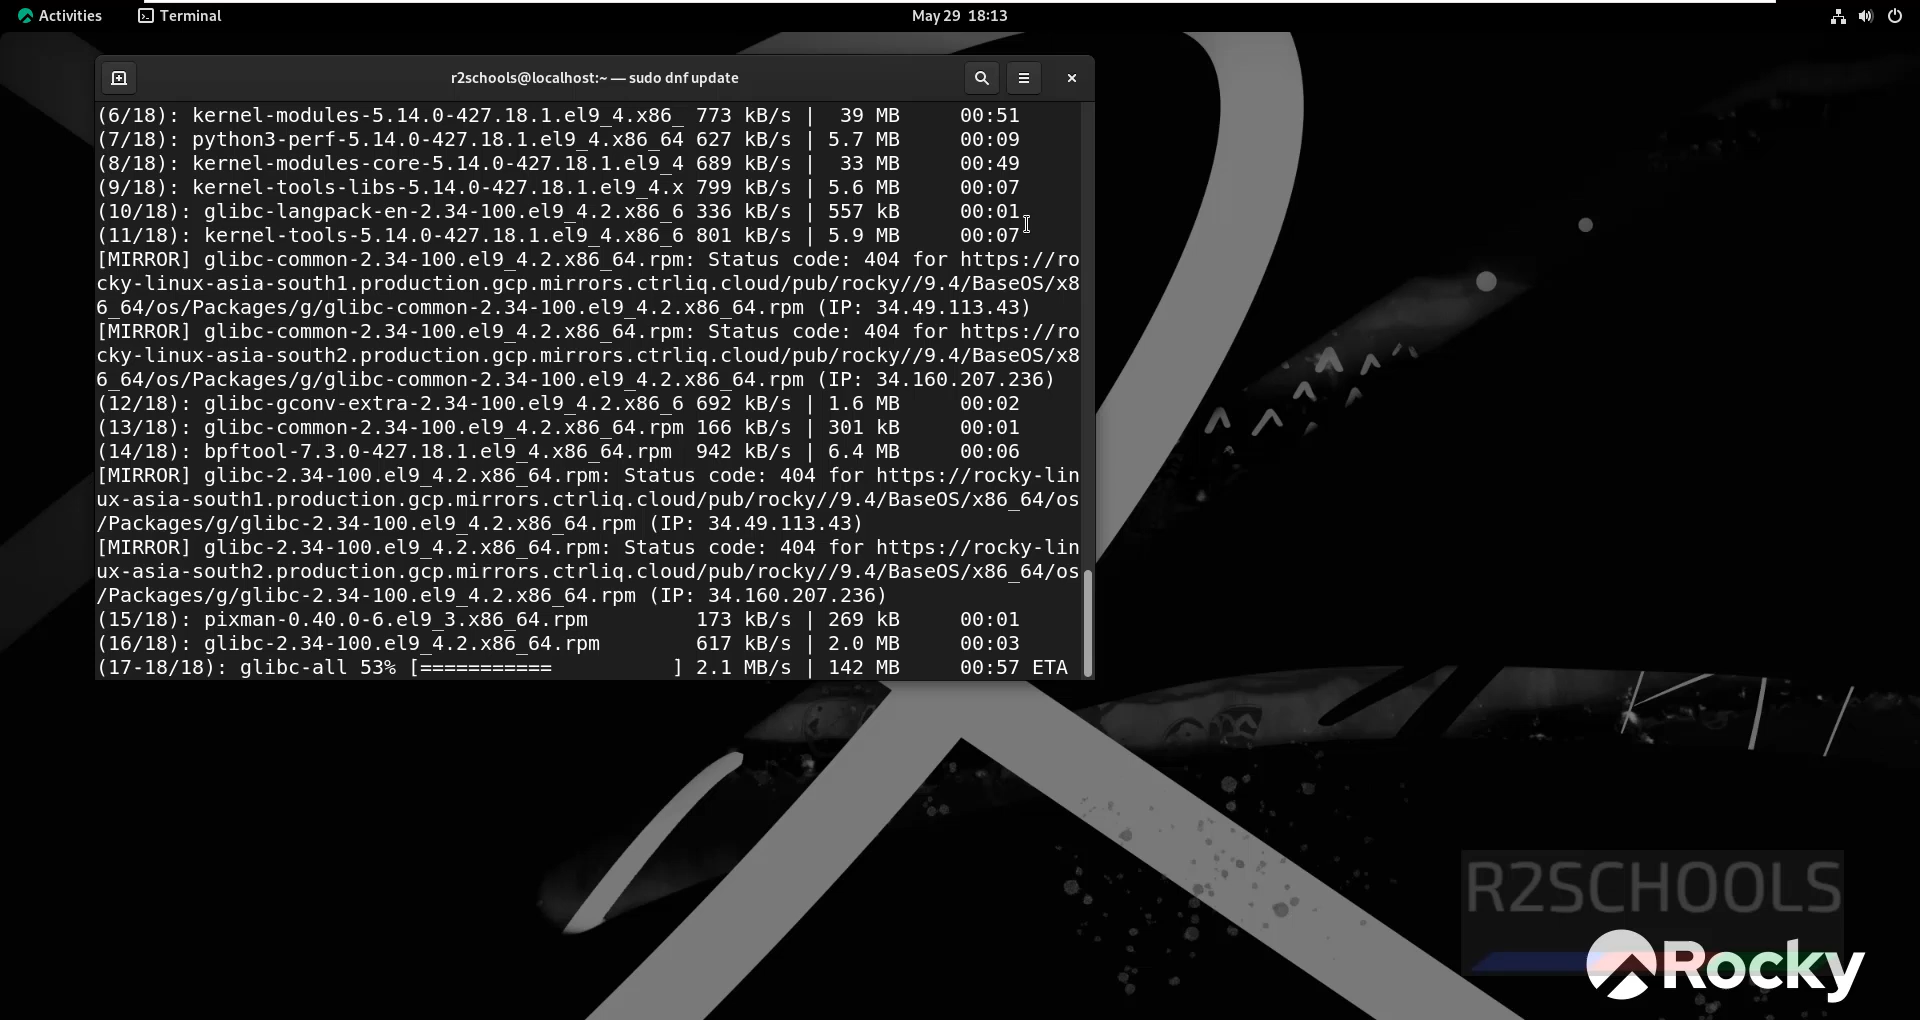 Activities Terminal May 29 18:13
r2schools@localhost:~ — sudo dnf update
(6/18): kernel-modules-5.14.0-427.18.1.el9_4.x86_ 773 kB/s | 39 MB 00:51
(7/18): python3-perf-5.14.0-427.18.1.el9_4.x86_64 627 kB/s | 5.7 MB 00:09
(8/18): kernel-modules-core-5.14.0-427.18.1.el9_4 689 kB/s | 33 MB 00:49
(9/18): kernel-tools-libs-5.14.0-427.18.1.el9_4.x 799 kB/s | 5.6 MB 00:07
(10/18): glibc-langpack-en-2.34-100.el9_4.2.x86_6 336 kB/s | 557 kB 00:01
(11/18): kernel-tools-5.14.0-427.18.1.el9_4.x86_6 801 kB/s | 5.9 MB 00:07
[MIRROR] glibc-common-2.34-100.el9_4.2.x86_64.rpm: Status code: 404 for https://ro
cky-linux-asia-south1.production.gcp.mirrors.ctrliq.cloud/pub/rocky//9.4/BaseOS/x8
6_64/os/Packages/g/glibc-common-2.34-100.el9_4.2.x86_64.rpm (IP: 34.49.113.43)
[MIRROR] glibc-common-2.34-100.el9_4.2.x86_64.rpm: Status code: 404 for https://ro
cky-linux-asia-south2.production.gcp.mirrors.ctrliq.cloud/pub/rocky//9.4/BaseOS/x8
6_64/os/Packages/g/glibc-common-2.34-100.el9_4.2.x86_64.rpm (IP: 34.160.207.236)
(12/18): glibc-gconv-extra-2.34-100.el9_4.2.x86_6 692 kB/s | 1.6 MB 00:02
(13/18): glibc-common-2.34-100.el9_4.2.x86_64.rpm 166 kB/s | 301 kB 00:01
(14/18): bpftool-7.3.0-427.18.1.el9_4.x86_64.rpm 942 kB/s | 6.4 MB 00:06
[MIRROR] glibc-2.34-100.el9_4.2.x86_64.rpm: Status code: 404 for https://rocky-lin
ux-asia-south1.production.gcp.mirrors.ctrliq.cloud/pub/rocky//9.4/BaseOS/x86_64/os
/Packages/g/glibc-2.34-100.el9_4.2.x86_64.rpm (IP: 34.49.113.43)
[MIRROR] glibc-2.34-100.el9_4.2.x86_64.rpm: Status code: 404 for https://rocky-lin
ux-asia-south2.production.gcp.mirrors.ctrliq.cloud/pub/rocky//9.4/BaseOS/x86_64/os
/Packages/g/glibc-2.34-100.el9_4.2.x86_64.rpm (IP: 34.160.207.236)
(15/18): pixman-0.40.0-6.el9_3.x86_64.rpm 173 kB/s | 269 kB 00:01
(16/18): glibc-2.34-100.el9_4.2.x86_64.rpm 617 kB/s | 2.0 MB 00:03
(17-18/18): glibc-all 53% [=========== ] 2.1 MB/s | 142 MB 00:57 ETA
R2SCHOOLS
Rocky